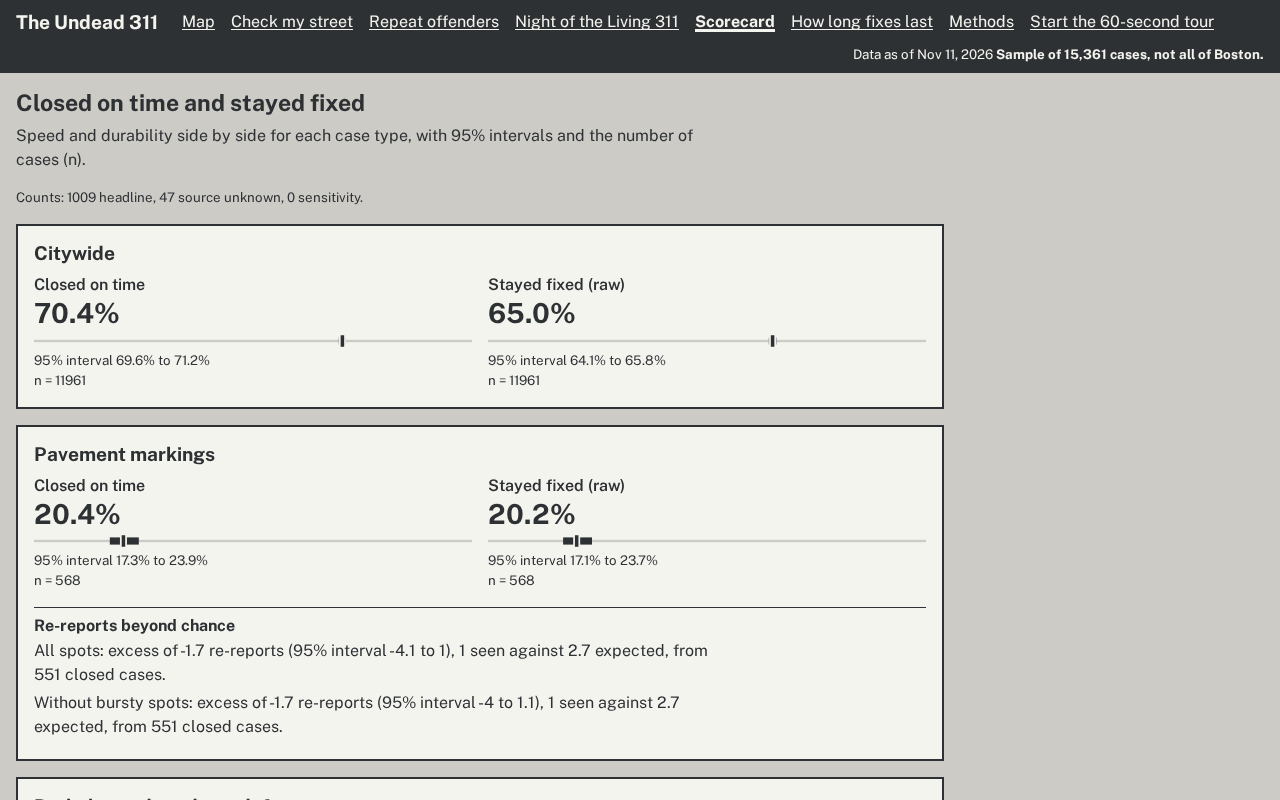 The Undead 311 Map Check my street Repeat offenders Night of the Living 311 Scorecard How long fixes last Methods Start the 60-second tour
Data as of Nov 11, 2026 Sample of 15,361 cases, not all of Boston.
Closed on time and stayed fixed
Speed and durability side by side for each case type, with 95% intervals and the number of
cases (n).
Counts: 1009 headline, 47 source unknown, 0 sensitivity.
Citywide
Closed on time
70.4%
95% interval 69.6% to 71.2%
n = 11961
Stayed fixed (raw)
65.0%
95% interval 64.1% to 65.8%
n = 11961
Pavement markings
Closed on time
20.4%
95% interval 17.3% to 23.9%
n = 568
Stayed fixed (raw)
20.2%
95% interval 17.1% to 23.7%
n = 568
Re-reports beyond chance
All spots: excess of -1.7 re-reports (95% interval -4.1 to 1), 1 seen against 2.7 expected, from
551 closed cases.
Without bursty spots: excess of -1.7 re-reports (95% interval -4 to 1.1), 1 seen against 2.7
expected, from 551 closed cases.